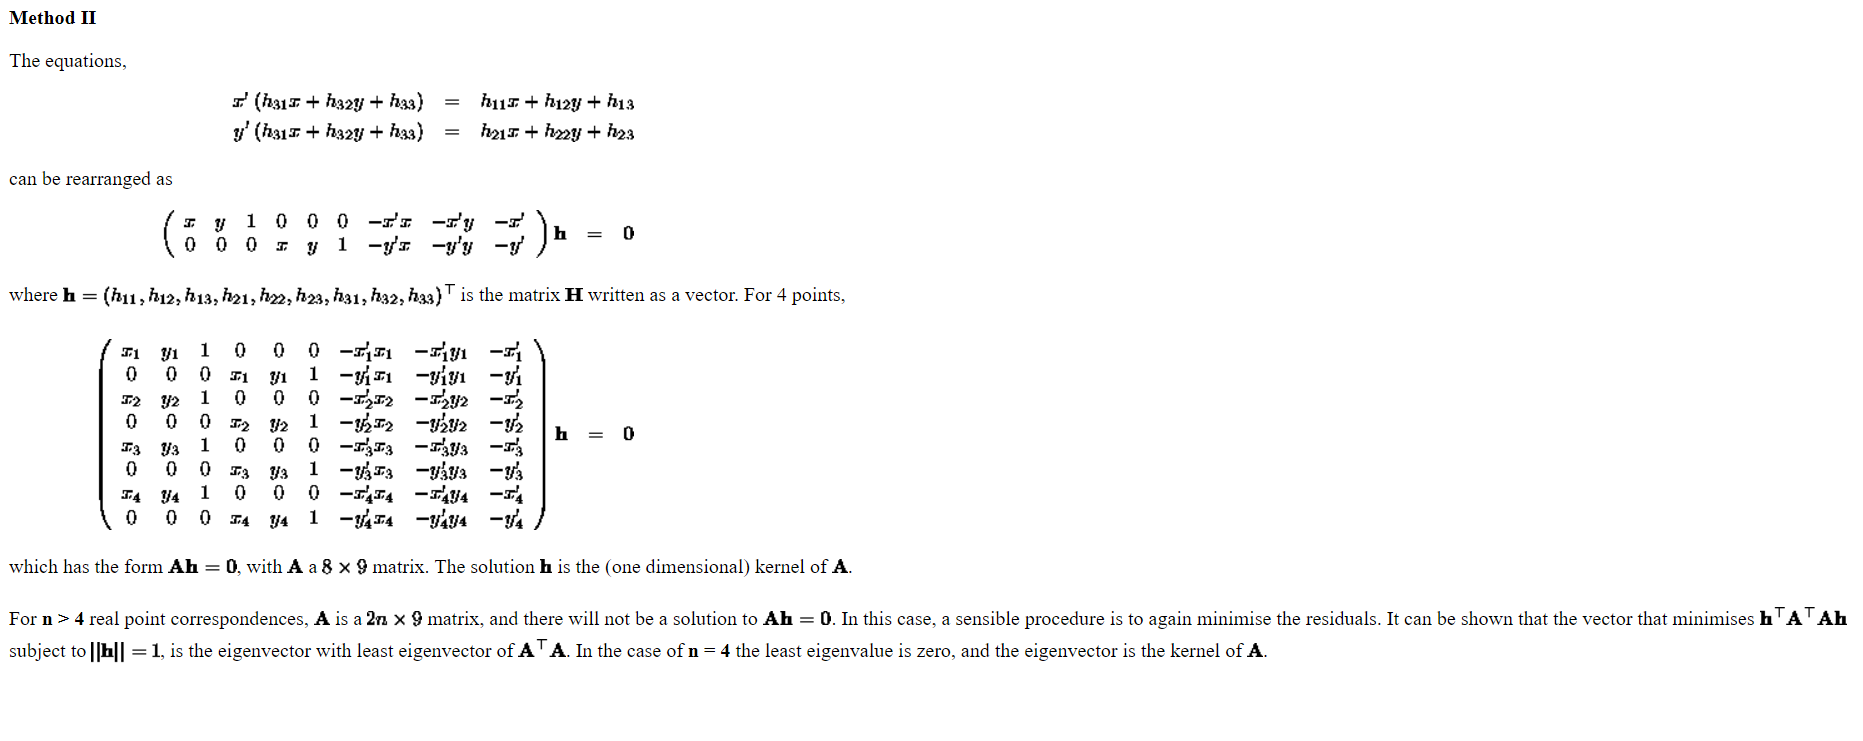 Method II
The equations,
x′ (h₃₁x + h₃₂y + h₃₃) = h₁₁x + h₁₂y + h₁₃
y′ (h₃₁x + h₃₂y + h₃₃) = h₂₁x + h₂₂y + h₂₃
can be rearranged as
( x y 1 0 0 0 −x′x −x′y −x′
0 0 0 x y 1 −y′x −y′y −y′ ) h = 0
where h = (h₁₁, h₁₂, h₁₃, h₂₁, h₂₂, h₂₃, h₃₁, h₃₂, h₃₃)⊤ is the matrix H written as a vector. For 4 points,
( x₁ y₁ 1 0 0 0 −x′₁x₁ −x′₁y₁ −x′₁
0 0 0 x₁ y₁ 1 −y′₁x₁ −y′₁y₁ −y′₁
x₂ y₂ 1 0 0 0 −x′₂x₂ −x′₂y₂ −x′₂
0 0 0 x₂ y₂ 1 −y′₂x₂ −y′₂y₂ −y′₂
x₃ y₃ 1 0 0 0 −x′₃x₃ −x′₃y₃ −x′₃
0 0 0 x₃ y₃ 1 −y′₃x₃ −y′₃y₃ −y′₃
x₄ y₄ 1 0 0 0 −x′₄x₄ −x′₄y₄ −x′₄
0 0 0 x₄ y₄ 1 −y′₄x₄ −y′₄y₄ −y′₄ ) h = 0
which has the form Ah = 0, with A a 8 × 9 matrix. The solution h is the (one dimensional) kernel of A.
For n > 4 real point correspondences, A is a 2n × 9 matrix, and there will not be a solution to Ah = 0. In this case, a sensible procedure is to again minimise the residuals. It can be shown that the vector that minimises h⊤A⊤Ah
subject to ||h|| = 1, is the eigenvector with least eigenvector of A⊤A. In the case of n = 4 the least eigenvalue is zero, and the eigenvector is the kernel of A.